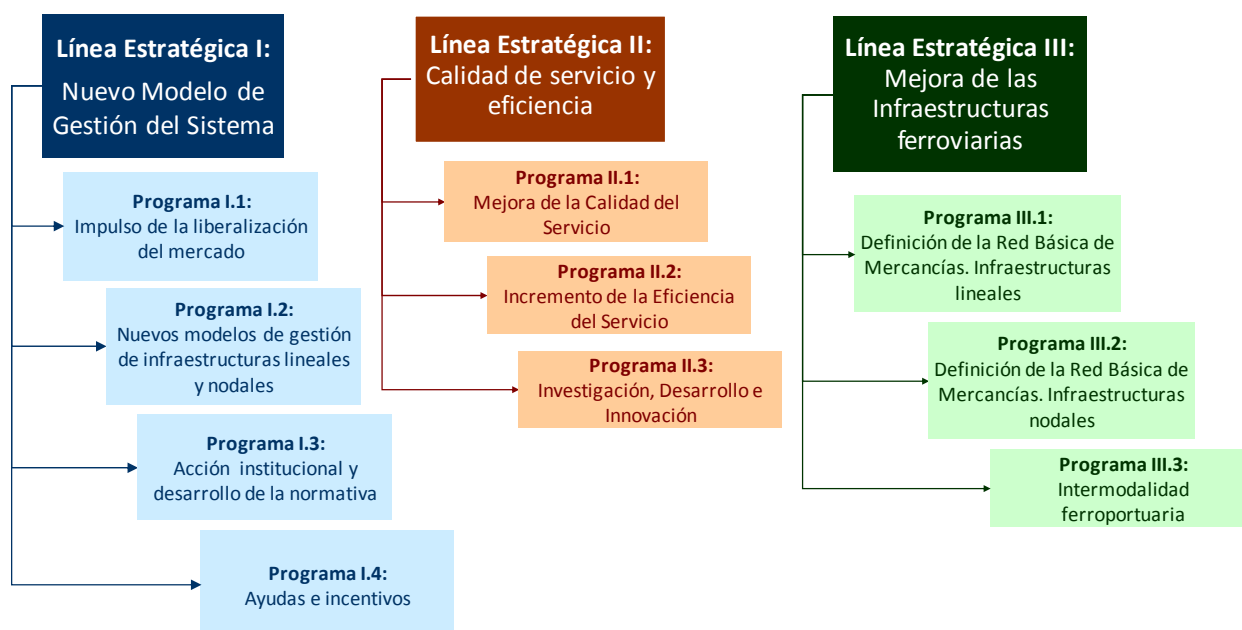 Línea Estratégica I:
Nuevo Modelo de
Gestión del Sistema
Programa I.1:
Impulso de la liberalización
del mercado
Programa I.2:
Nuevos modelos de gestión
de infraestructuras lineales
y nodales
Programa I.3:
Acción institucional y
desarrollo de la normativa
Programa I.4:
Ayudas e incentivos
Línea Estratégica II:
Calidad de servicio y
eficiencia
Programa II.1:
Mejora de la Calidad del
Servicio
Programa II.2:
Incremento de la Eficiencia
del Servicio
Programa II.3:
Investigación, Desarrollo e
Innovación
Línea Estratégica III:
Mejora de las
Infraestructuras
ferroviarias
Programa III.1:
Definición de la Red Básica de
Mercancías. Infraestructuras
lineales
Programa III.2:
Definición de la Red Básica de
Mercancías. Infraestructuras
nodales
Programa III.3:
Intermodalidad
ferroportuaria